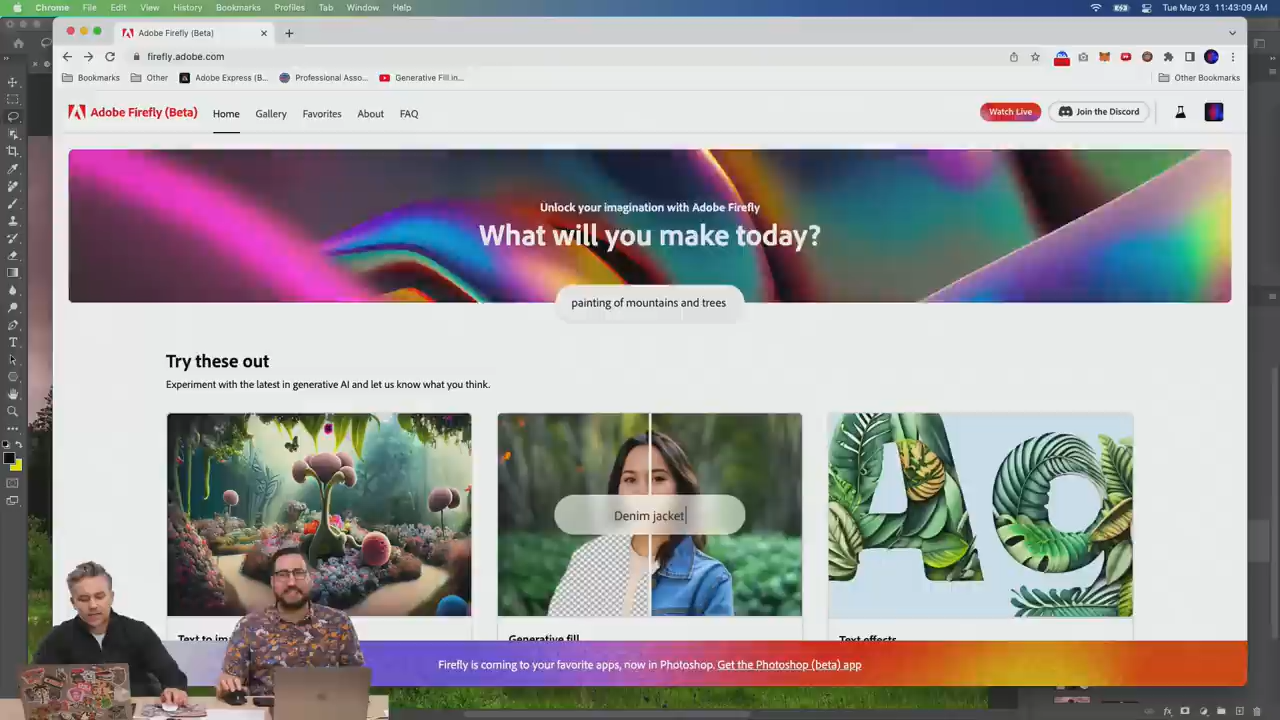 Chrome File Edit View History Bookmarks Profiles Tab Window Help
Tue May 23 11:43:09 AM
Adobe Firefly (Beta)
firefly.adobe.com
Bookmarks
Other
Adobe Express (B...
Professional Asso...
Generative Fill in...
Other Bookmarks
Adobe Firefly (Beta)
Home
Gallery
Favorites
About
FAQ
Watch Live
Join the Discord
Unlock your imagination with Adobe Firefly
What will you make today?
painting of mountains and trees
Try these out
Experiment with the latest in generative AI and let us know what you think.
Denim jacket
Ag
Generative fill
Text effects
Firefly is coming to your favorite apps, now in Photoshop. Get the Photoshop (beta) app